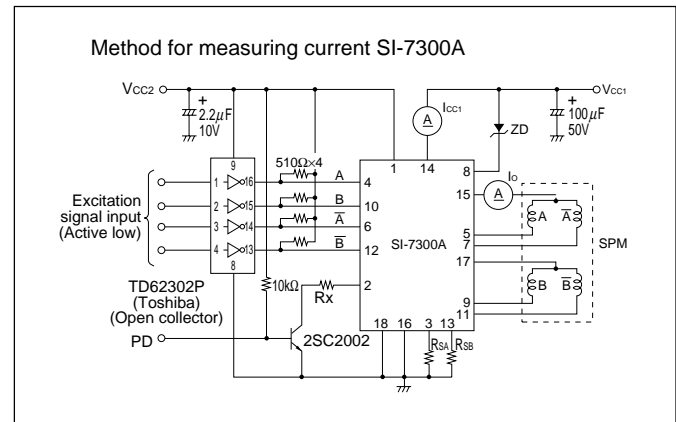 Method for measuring current SI-7300A
VCC2
ICC1
VCC1
+
2.2μF
10V
A
+
100μF
50V
ZD
9
510Ω×4
1
14
8
IO
A
15
Excitation
signal input
(Active low)
1
16
A
4
2
15
B
10
3
14
A̅
6
4
13
B̅
12
8
SI-7300A
5
7
17
9
11
A
A̅
B
B̅
SPM
TD62302P
(Toshiba)
(Open collector)
10kΩ
Rx
2
PD
2SC2002
18
16
3
13
RSA
RSB